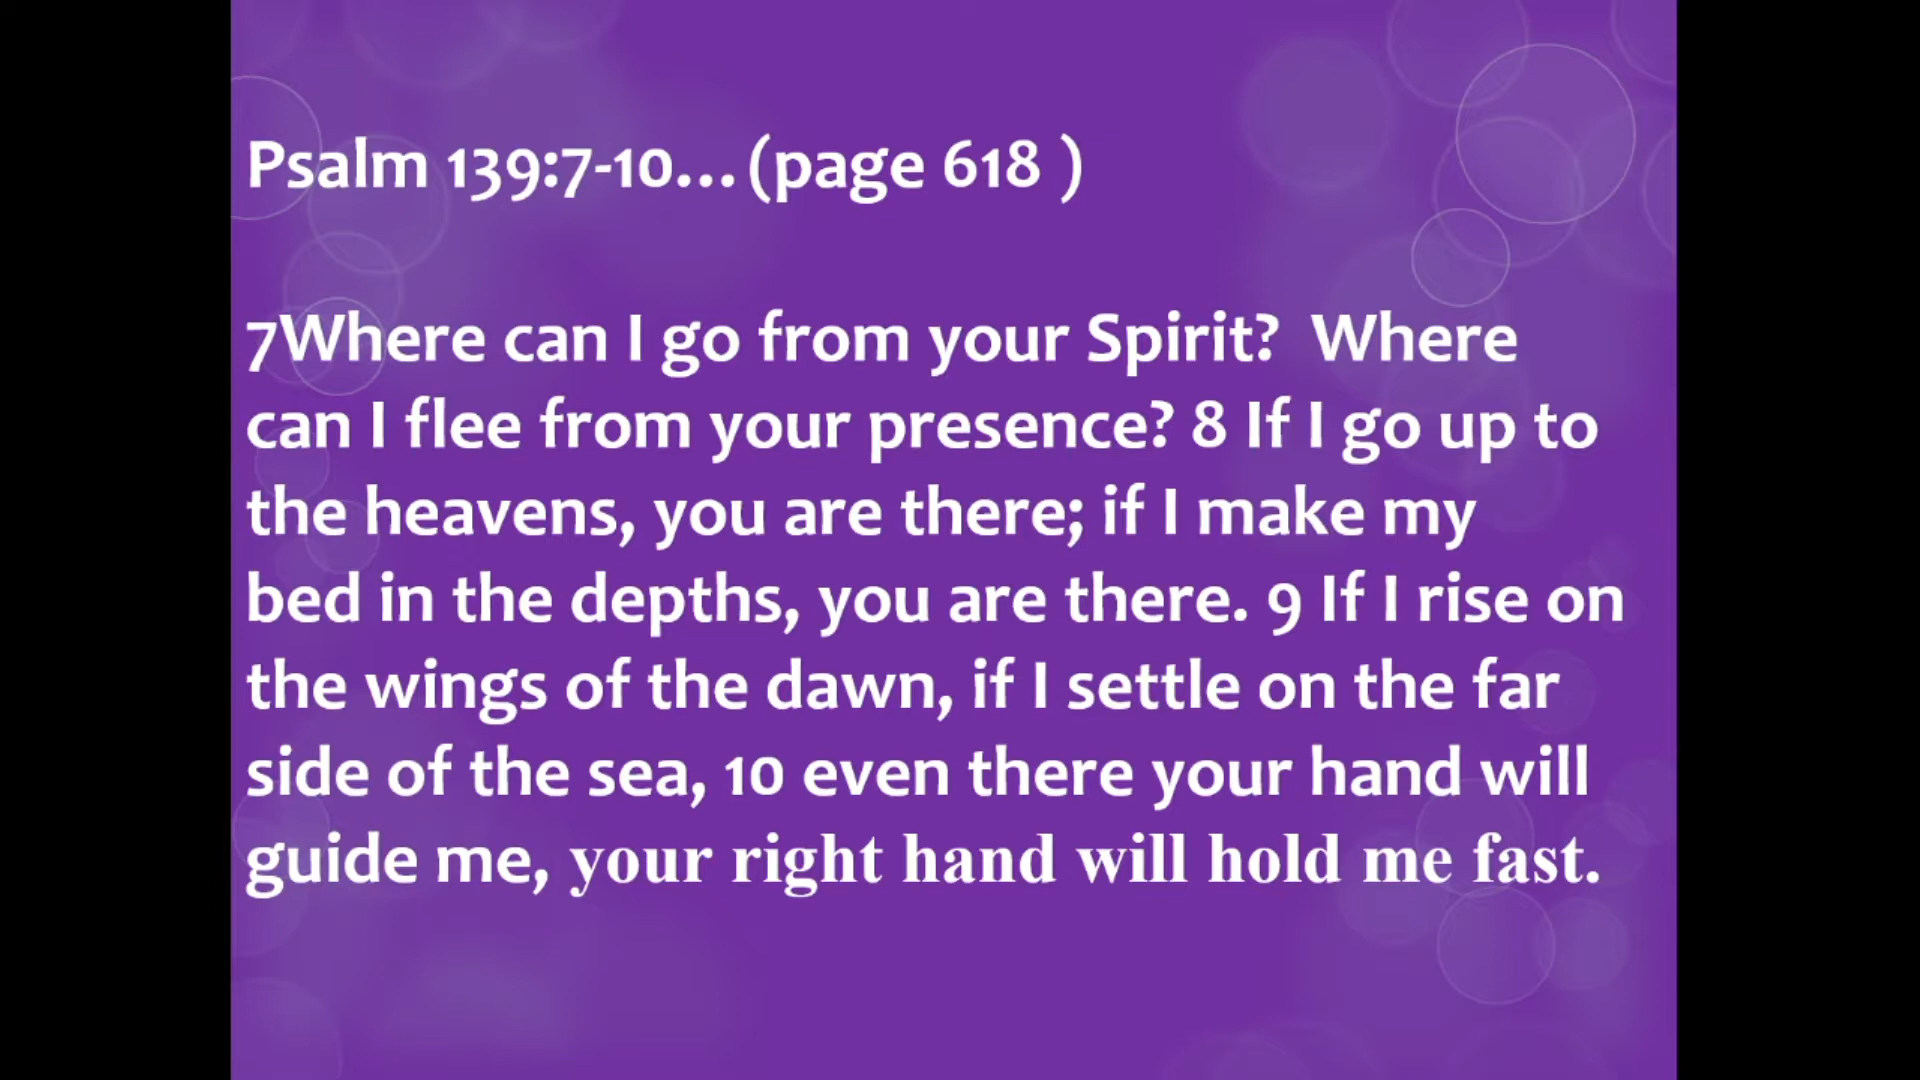 Psalm 139:7-10...(page 618 )
7Where can I go from your Spirit?  Where
can I flee from your presence? 8 If I go up to
the heavens, you are there; if I make my
bed in the depths, you are there. 9 If I rise on
the wings of the dawn, if I settle on the far
side of the sea, 10 even there your hand will
guide me, your right hand will hold me fast.